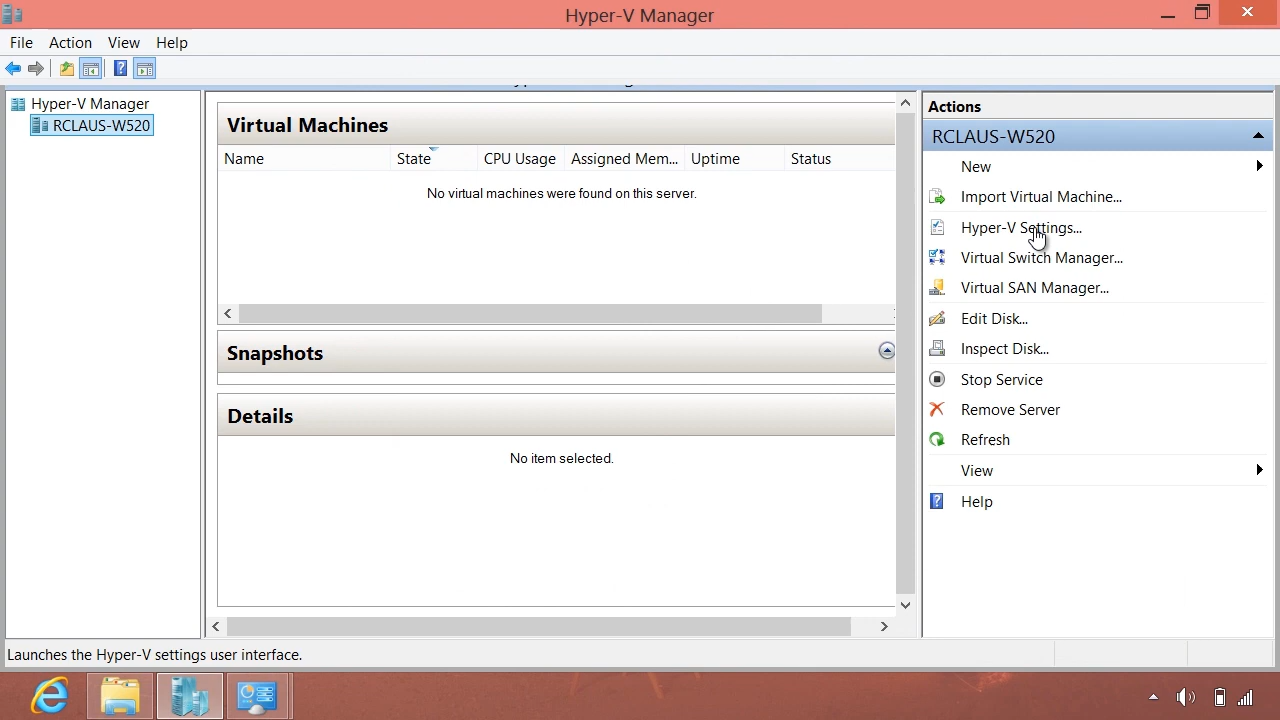 Hyper-V Manager
File Action View Help
Hyper-V Manager
RCLAUS-W520
Virtual Machines
Name State CPU Usage Assigned Mem... Uptime Status
No virtual machines were found on this server.
Snapshots
Details
No item selected.
Actions
RCLAUS-W520
New
Import Virtual Machine...
Hyper-V Settings...
Virtual Switch Manager...
Virtual SAN Manager...
Edit Disk...
Inspect Disk...
Stop Service
Remove Server
Refresh
View
Help
Launches the Hyper-V settings user interface.